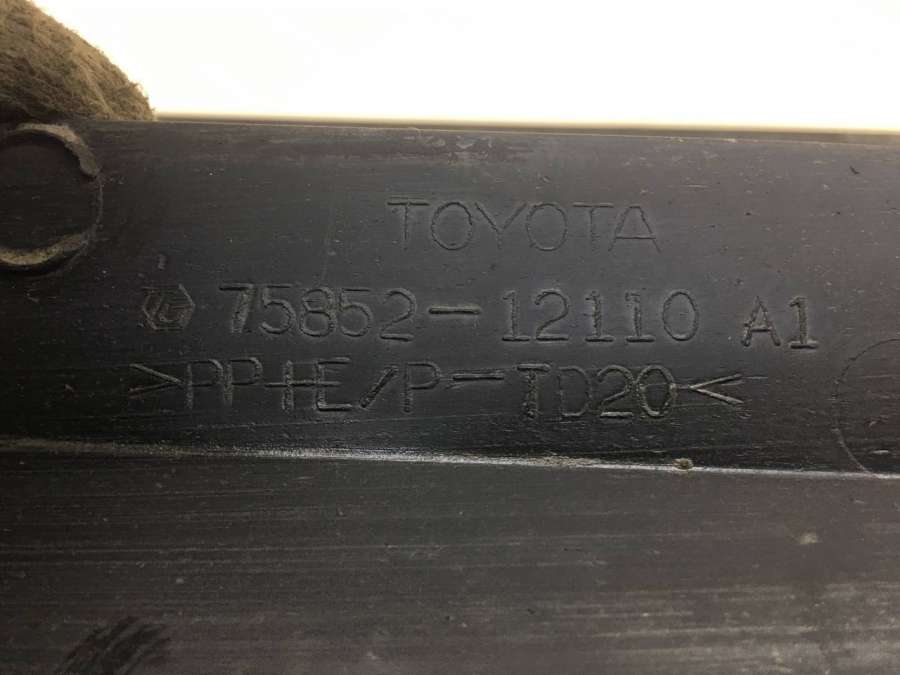 TOYOTA
75852-12110 A1
>PP+E/P-TD20<